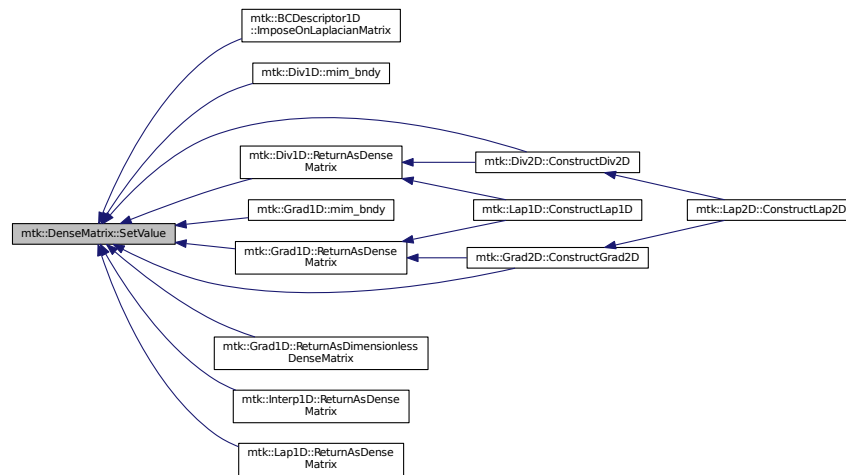 mtk::BCDescriptor1D
::ImposeOnLaplacianMatrix
mtk::Div1D::mim_bndy
mtk::Div1D::ReturnAsDense
Matrix
mtk::Div2D::ConstructDiv2D
mtk::Grad1D::mim_bndy
mtk::Lap1D::ConstructLap1D
mtk::Lap2D::ConstructLap2D
mtk::DenseMatrix::SetValue
mtk::Grad1D::ReturnAsDense
Matrix
mtk::Grad2D::ConstructGrad2D
mtk::Grad1D::ReturnAsDimensionless
DenseMatrix
mtk::Interp1D::ReturnAsDense
Matrix
mtk::Lap1D::ReturnAsDense
Matrix